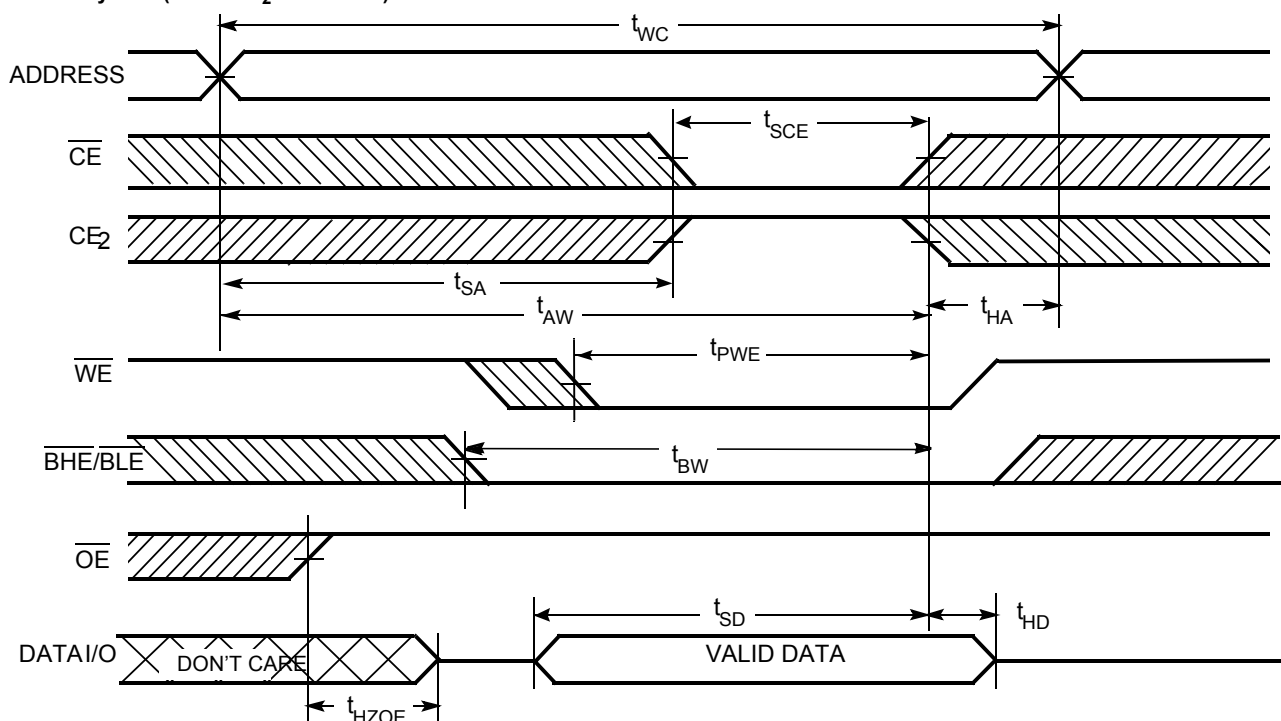 tWC
ADDRESS
tSCE
CE
CE2
tSA
tAW
tHA
tPWE
WE
BHE/BLE
tBW
OE
tSD
tHD
DATA I/O
DON'T CARE
VALID DATA
tHZOE